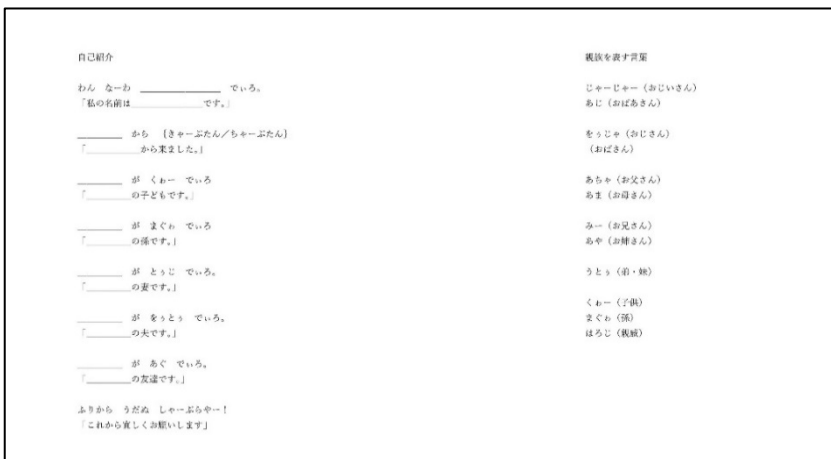 自己紹介
わん なーわ ＿＿＿＿＿＿＿＿ でぃろ。
「私の名前は＿＿＿＿＿＿＿です。」
＿＿＿＿ から {きゃーぶたん／ちゃーぶたん}
「＿＿＿＿＿から来ました。」
＿＿＿＿ が くゎー でぃろ
「＿＿＿＿の子どもです。」
＿＿＿＿ が まぐゎ でぃろ
「＿＿＿＿の孫です。」
＿＿＿＿ が とぅじ でぃろ。
「＿＿＿＿の妻です。」
＿＿＿＿ が をぅとぅ でぃろ。
「＿＿＿＿の夫です。」
＿＿＿＿ が あぐ でぃろ。
「＿＿＿＿の友達です。」
ふりから うだぬ しゃーぶらやー！
「これから宜しくお願いします」
親族を表す言葉
じゃーじゃー（おじいさん）
あじ（おばあさん）
をぅじゃ（おじさん）
（おばさん）
あちゃ（お父さん）
あま（お母さん）
みー（お兄さん）
あや（お姉さん）
うとぅ（弟・妹）
くゎー（子供）
まぐゎ（孫）
はろじ（親戚）